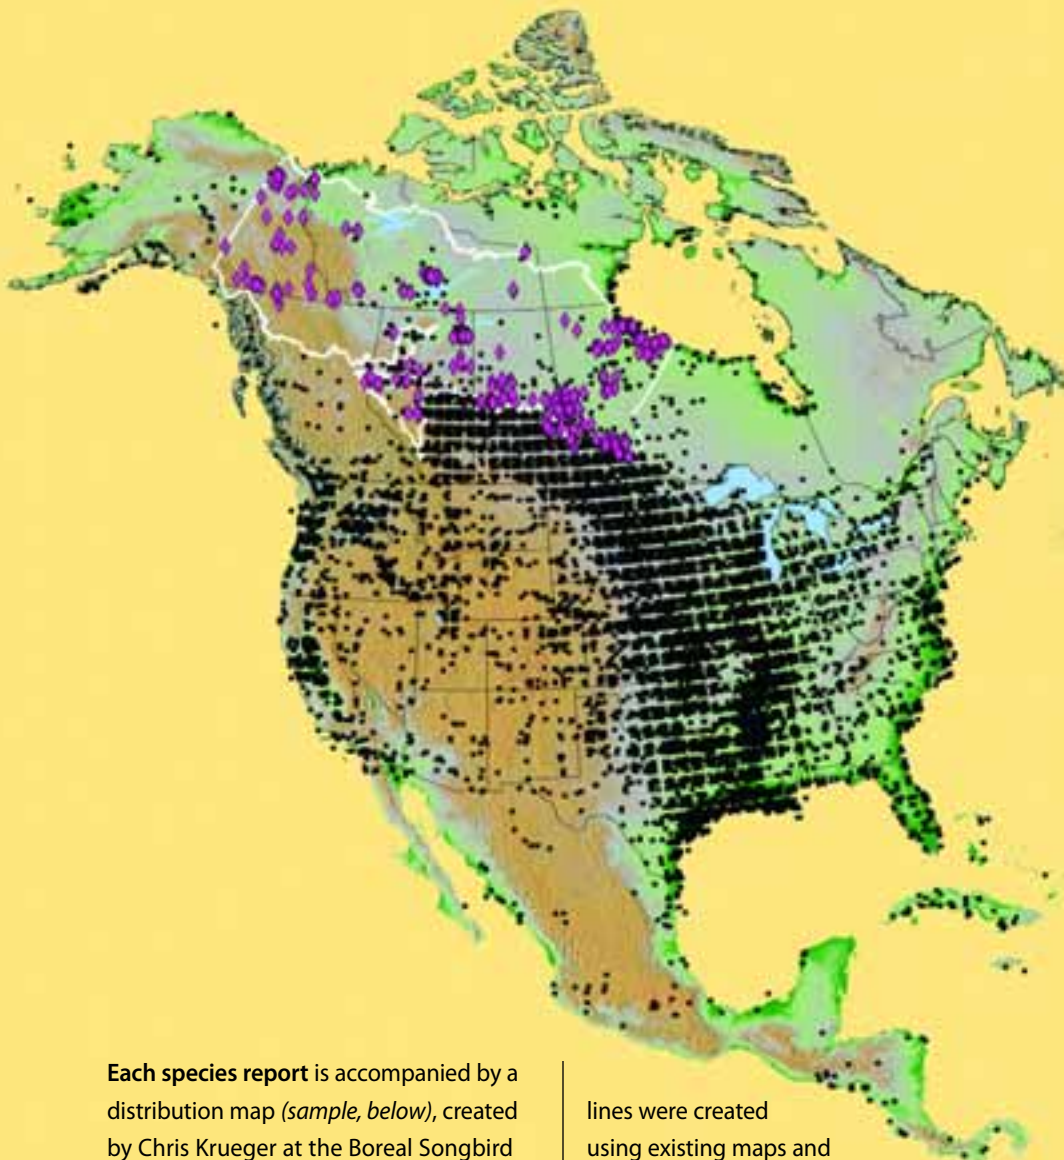 Each species report is accompanied by a
distribution map (sample, below), created
by Chris Krueger at the Boreal Songbird
lines were created
using existing maps and